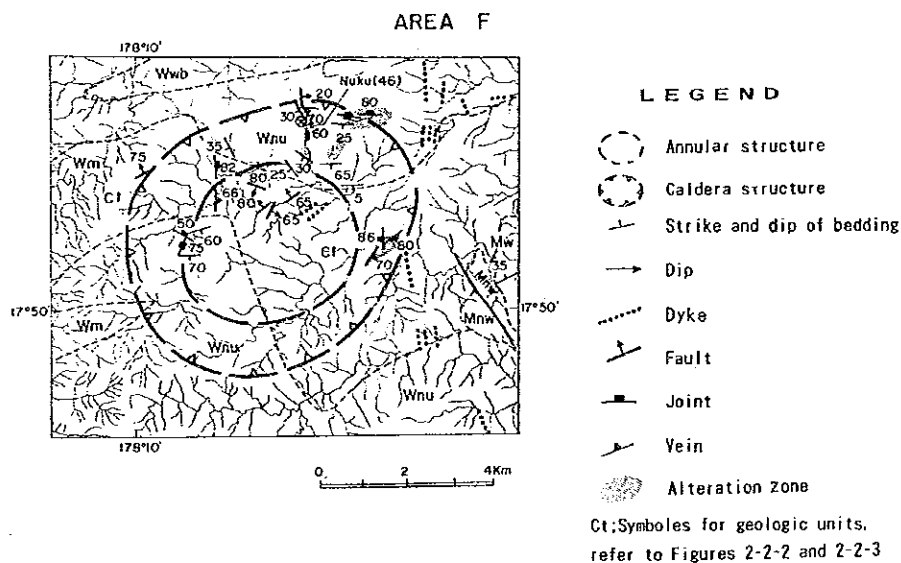 AREA F
178°10'
Wwb
Nuku(46)
20
80
30
70
60
Wnu
25
35
Wm
75
82
30
Ct
80
25
65
(66)
80
65
5
65
50
60
75
Ct
86
80
Mw
70
70
35
17°50'
17°50'
Wm
Mnw
Wnu
Wnu
178°10'
0 2 4Km
LEGEND
Annular structure
Caldera structure
Strike and dip of bedding
Dip
Dyke
Fault
Joint
Vein
Alteration zone
Ct;Symboles for geologic units,
refer to Figures 2-2-2 and 2-2-3